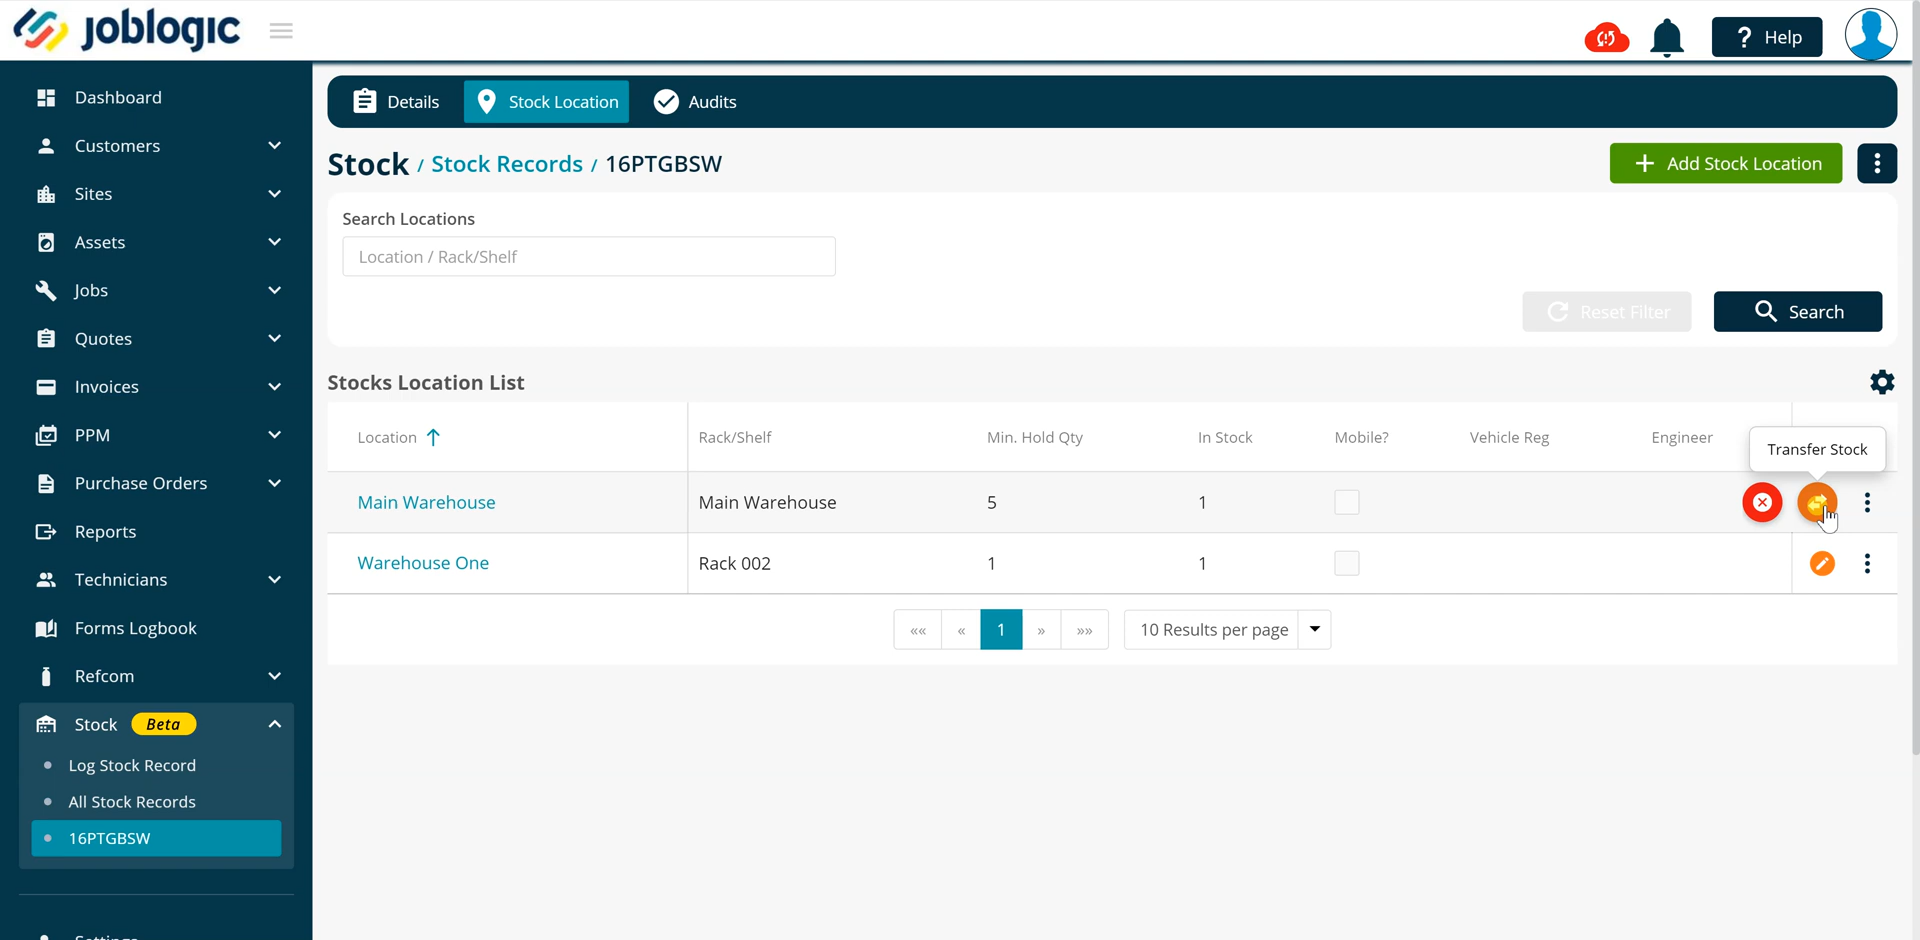 joblogic
? Help
Dashboard
Customers
Sites
Assets
Jobs
Quotes
Invoices
PPM
Purchase Orders
Reports
Technicians
Forms Logbook
Refcom
Stock Beta
Log Stock Record
All Stock Records
16PTGBSW
Settings
Details Stock Location Audits
Stock / Stock Records / 16PTGBSW
+ Add Stock Location
Search Locations
Location / Rack/Shelf
Reset Filter Search
Stocks Location List
Location Rack/Shelf Min. Hold Qty In Stock Mobile? Vehicle Reg Engineer
Transfer Stock
Main Warehouse Main Warehouse 5 1
Warehouse One Rack 002 1 1
«« « 1 » »» 10 Results per page